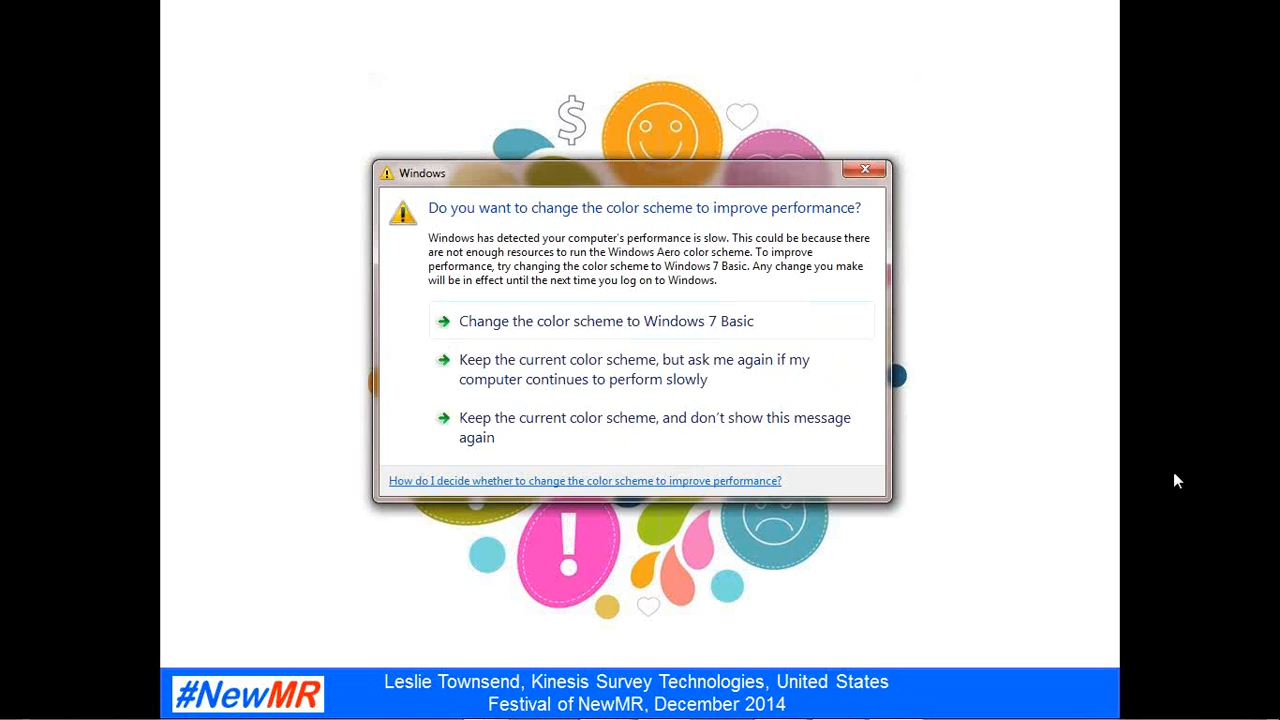 $
Windows
Do you want to change the color scheme to improve performance?
Windows has detected your computer's performance is slow. This could be because there
are not enough resources to run the Windows Aero color scheme. To improve
performance, try changing the color scheme to Windows 7 Basic. Any change you make
will be in effect until the next time you log on to Windows.
Change the color scheme to Windows 7 Basic
Keep the current color scheme, but ask me again if my
computer continues to perform slowly
Keep the current color scheme, and don't show this message
again
How do I decide whether to change the color scheme to improve performance?
!
#NewMR
Leslie Townsend, Kinesis Survey Technologies, United States
Festival of NewMR, December 2014